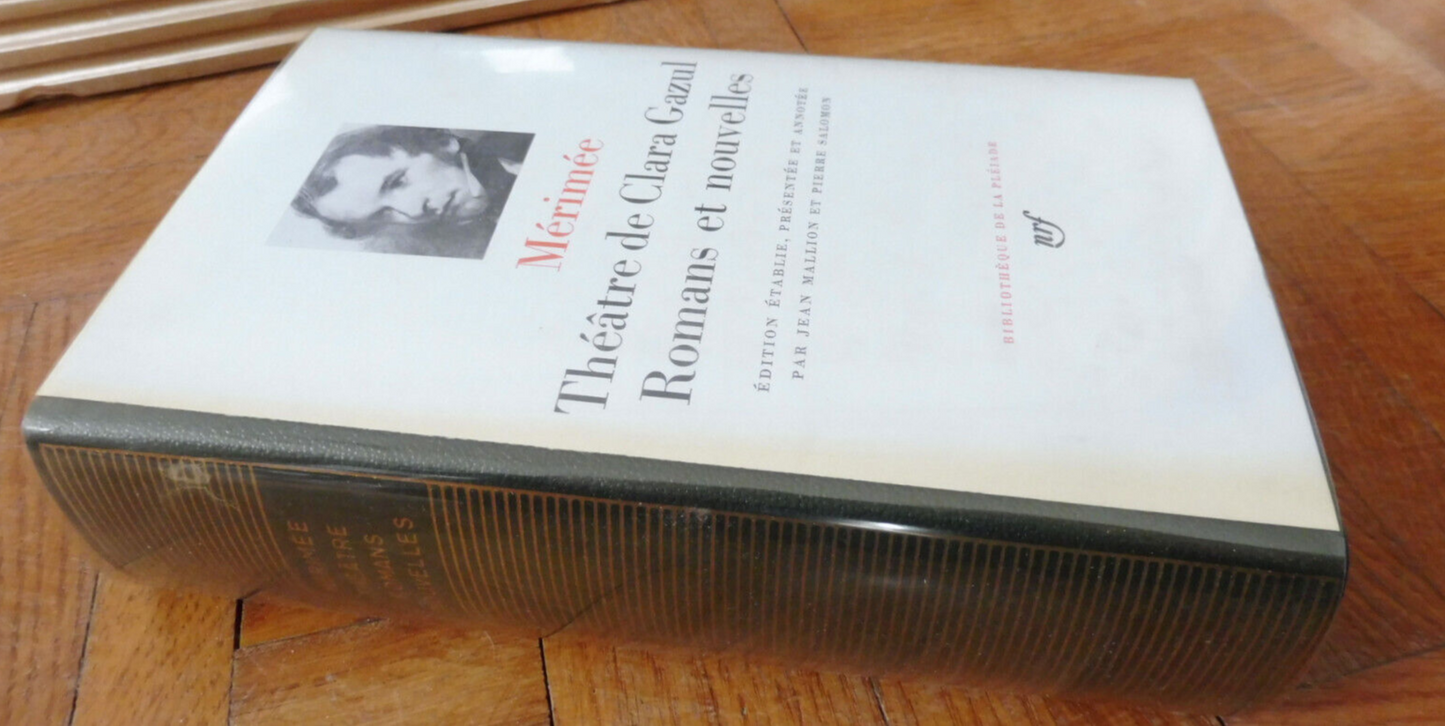 Mérimée
Théâtre de Clara Gazul
Romans et nouvelles
ÉDITION ÉTABLIE, PRÉSENTÉE ET ANNOTÉE
PAR JEAN MALLION ET PIERRE SALOMON
BIBLIOTHÈQUE DE LA PLÉIADE
nrf